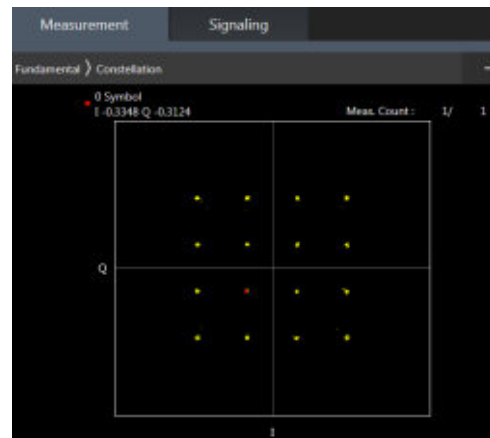 Measurement Signaling
Fundamental ⟩ Constellation
0 Symbol
I -0.3348 Q -0.3124 Meas. Count : 1/ 1
Q
I